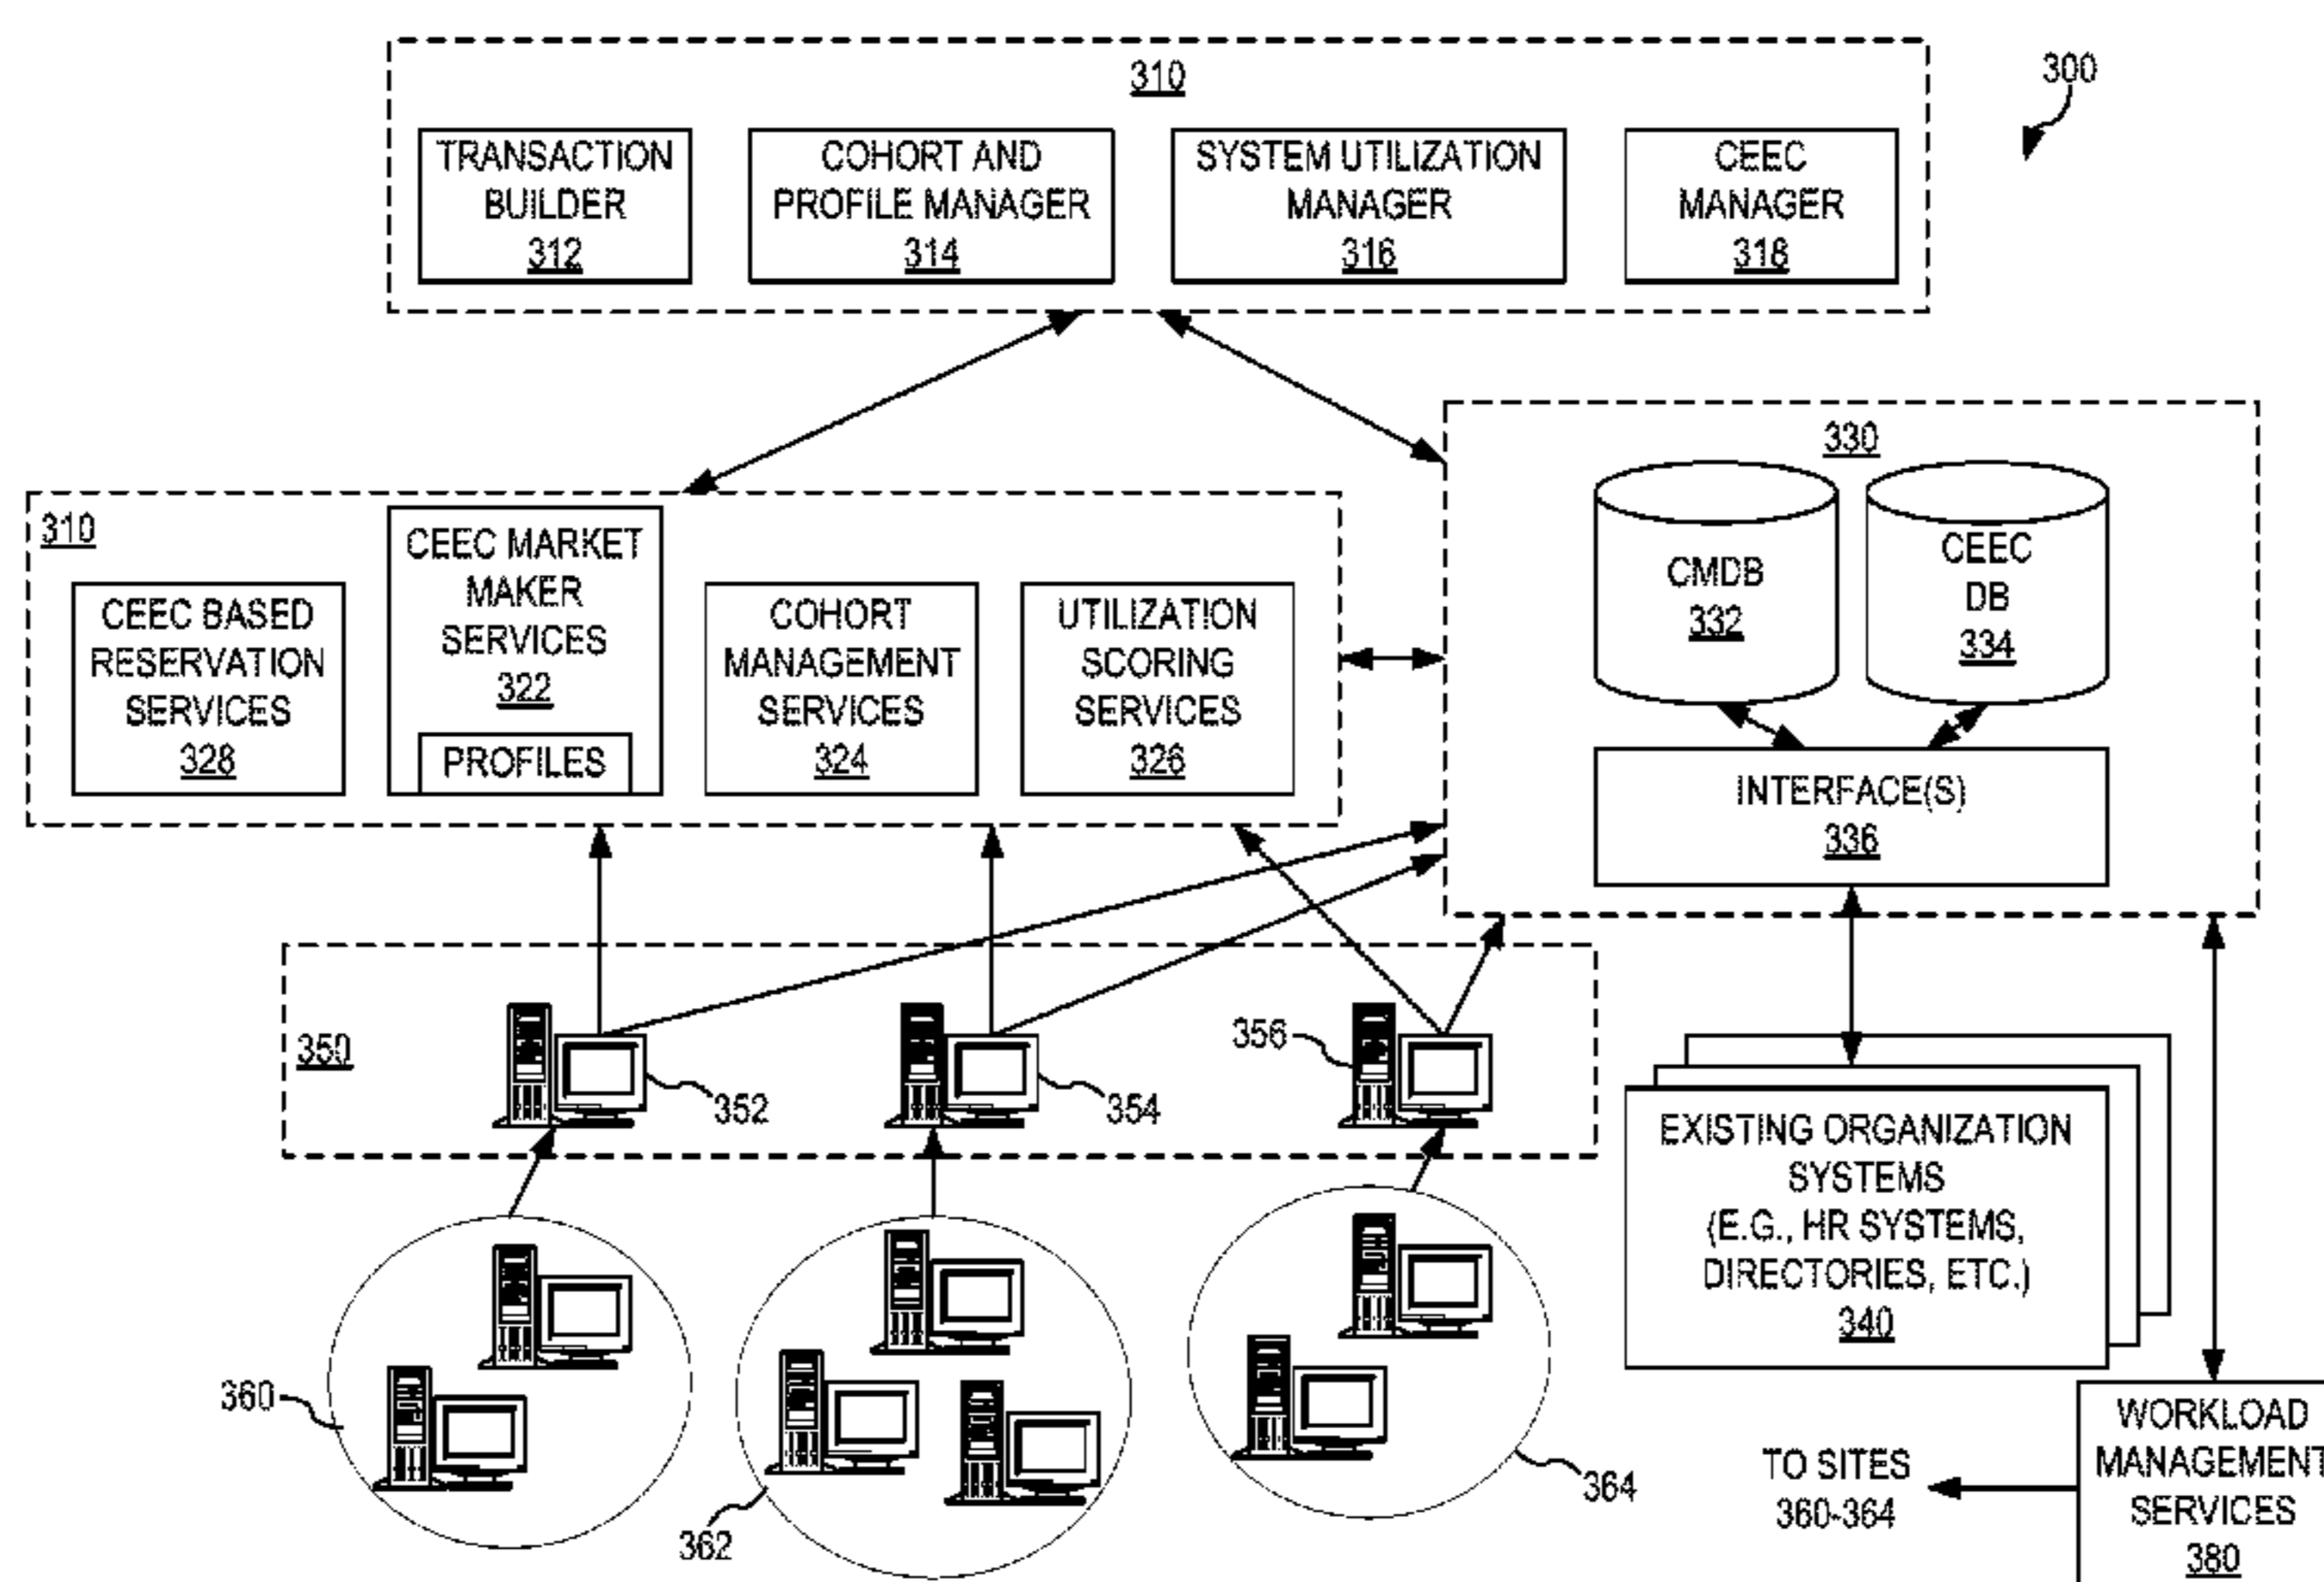 300
310
TRANSACTION
BUILDER
312
COHORT AND
PROFILE MANAGER
314
SYSTEM UTILIZATION
MANAGER
316
CEEC
MANAGER
318
310
CEEC BASED
RESERVATION
SERVICES
328
CEEC MARKET
MAKER
SERVICES
322
PROFILES
COHORT
MANAGEMENT
SERVICES
324
UTILIZATION
SCORING
SERVICES
326
330
CMDB
332
CEEC
DB
334
INTERFACE(S)
336
350
352
354
356
EXISTING ORGANIZATION
SYSTEMS
(E.G., HR SYSTEMS,
DIRECTORIES, ETC.)
340
360
362
364
TO SITES
360-364
WORKLOAD
MANAGEMENT
SERVICES
380